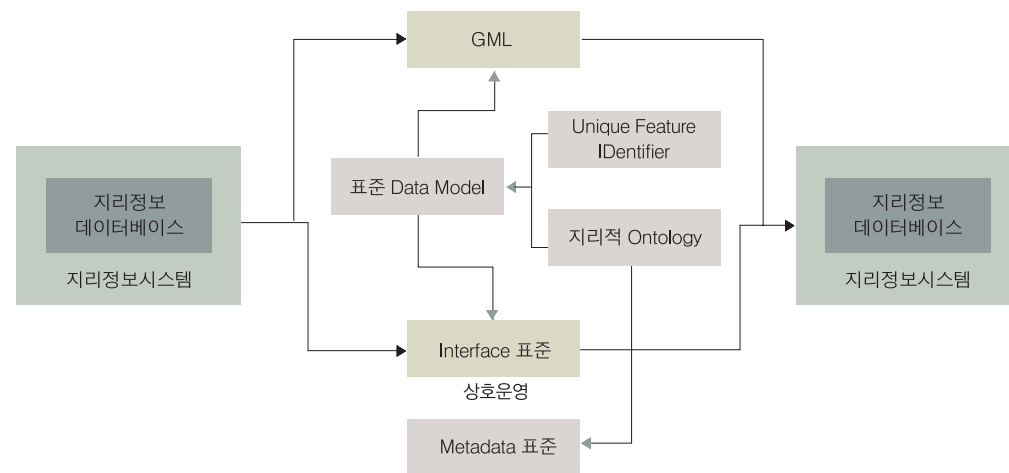 GML
Unique Feature
IDentifier
표준 Data Model
지리정보
데이터베이스
지리정보시스템
지리적 Ontology
지리정보
데이터베이스
지리정보시스템
Interface 표준
상호운영
Metadata 표준